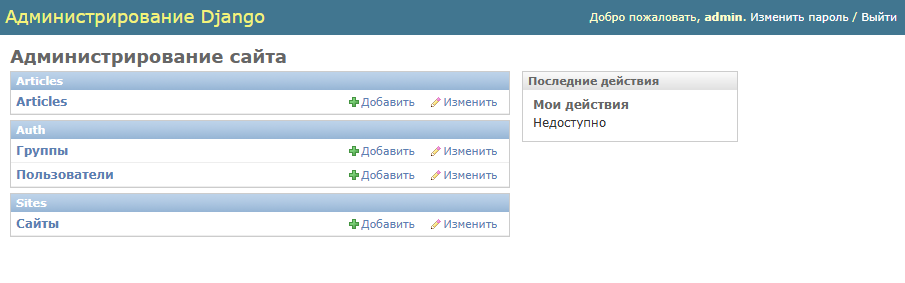 Администрирование Django
Добро пожаловать, admin. Изменить пароль / Выйти
Администрирование сайта
Articles
Articles Добавить Изменить
Auth
Группы Добавить Изменить
Пользователи Добавить Изменить
Sites
Сайты Добавить Изменить
Последние действия
Мои действия
Недоступно